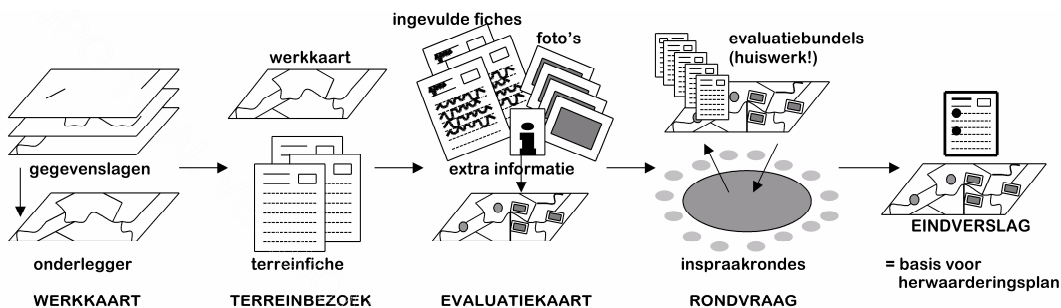 gegevenslagen
onderlegger
WERKKAART
werkkaart
terreinfiche
TERREINBEZOEK
ingevulde fiches
foto's
extra informatie
EVALUATIEKAART
evaluatiebundels
(huiswerk!)
inspraakrondes
RONDVRAAG
EINDVERSLAG
= basis voor
herwaarderingsplan